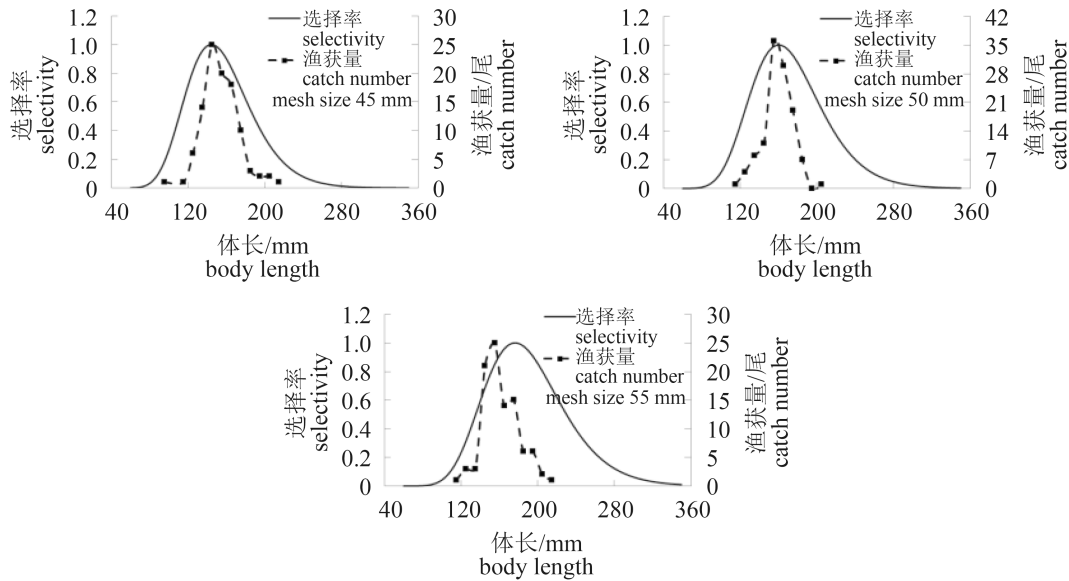 1.2
1.0
0.8
0.6
0.4
0.2
0
选择率
selectivity
选择率
selectivity
渔获量
catch number
mesh size 45 mm
30
25
20
15
10
5
0
渔获量/尾
catch number
40
120
200
280
360
体长/mm
body length
1.2
1.0
0.8
0.6
0.4
0.2
0
选择率
selectivity
选择率
selectivity
渔获量
catch number
mesh size 50 mm
42
35
28
21
14
7
0
渔获量/尾
catch number
40
120
200
280
360
体长/mm
body length
1.2
1.0
0.8
0.6
0.4
0.2
0
选择率
selectivity
选择率
selectivity
渔获量
catch number
mesh size 55 mm
30
25
20
15
10
5
0
渔获量/尾
catch number
40
120
200
280
360
体长/mm
body length